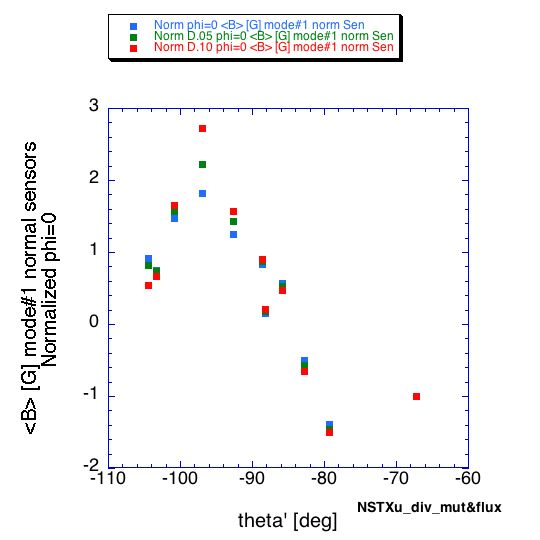 Norm phi=0 <B> [G] mode#1 norm Sen
Norm D.05 phi=0 <B> [G] mode#1 norm Sen
Norm D.10 phi=0 <B> [G] mode#1 norm Sen
<B> [G] mode#1 normal sensors
Normalized phi=0
3
2
1
0
-1
-2
-110
-100
-90
-80
-70
-60
NSTXu_div_mut&flux
theta' [deg]